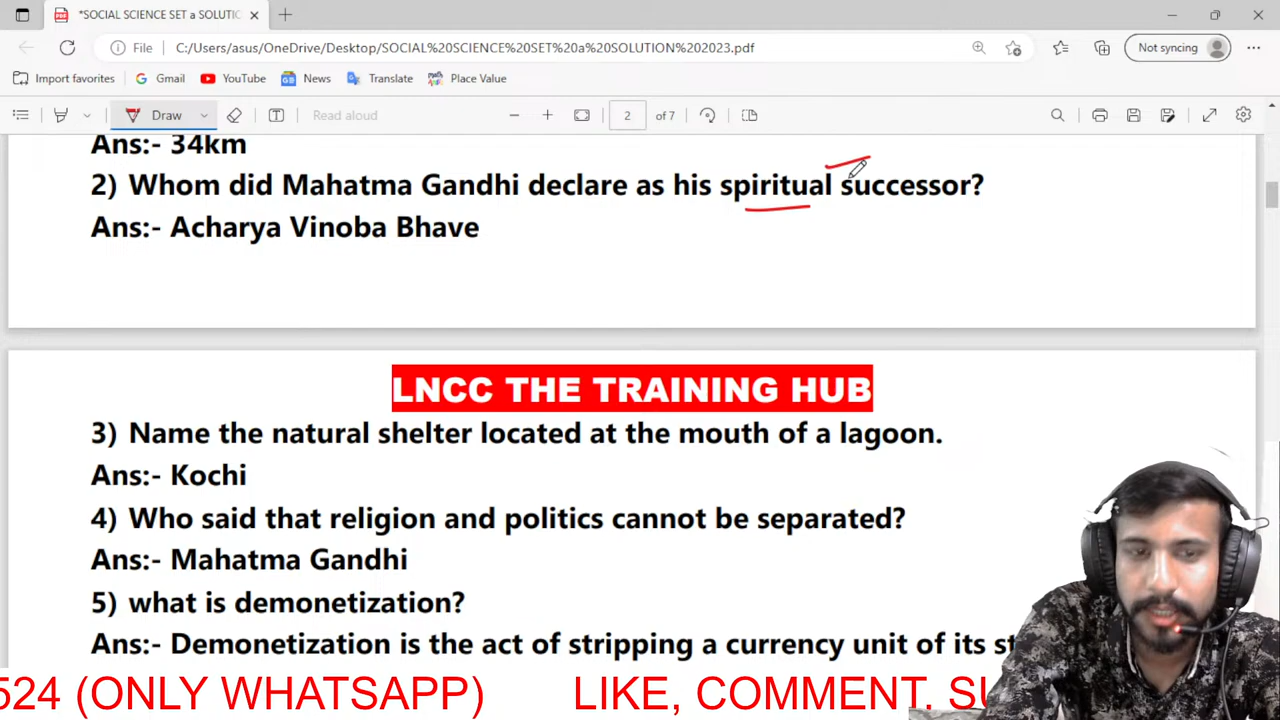 *SOCIAL SCIENCE SET a SOLUTIC
File C:/Users/asus/OneDrive/Desktop/SOCIAL%20SCIENCE%20SET%20a%20SOLUTION%202023.pdf
Not syncing
Import favorites Gmail YouTube News Translate Place Value
Draw Read aloud 2 of 7
Ans:- 34km
2) Whom did Mahatma Gandhi declare as his spiritual successor?
Ans:- Acharya Vinoba Bhave
LNCC THE TRAINING HUB
3) Name the natural shelter located at the mouth of a lagoon.
Ans:- Kochi
4) Who said that religion and politics cannot be separated?
Ans:- Mahatma Gandhi
5) what is demonetization?
Ans:- Demonetization is the act of stripping a currency unit of its
524 (ONLY WHATSAPP) LIKE, COMMENT.